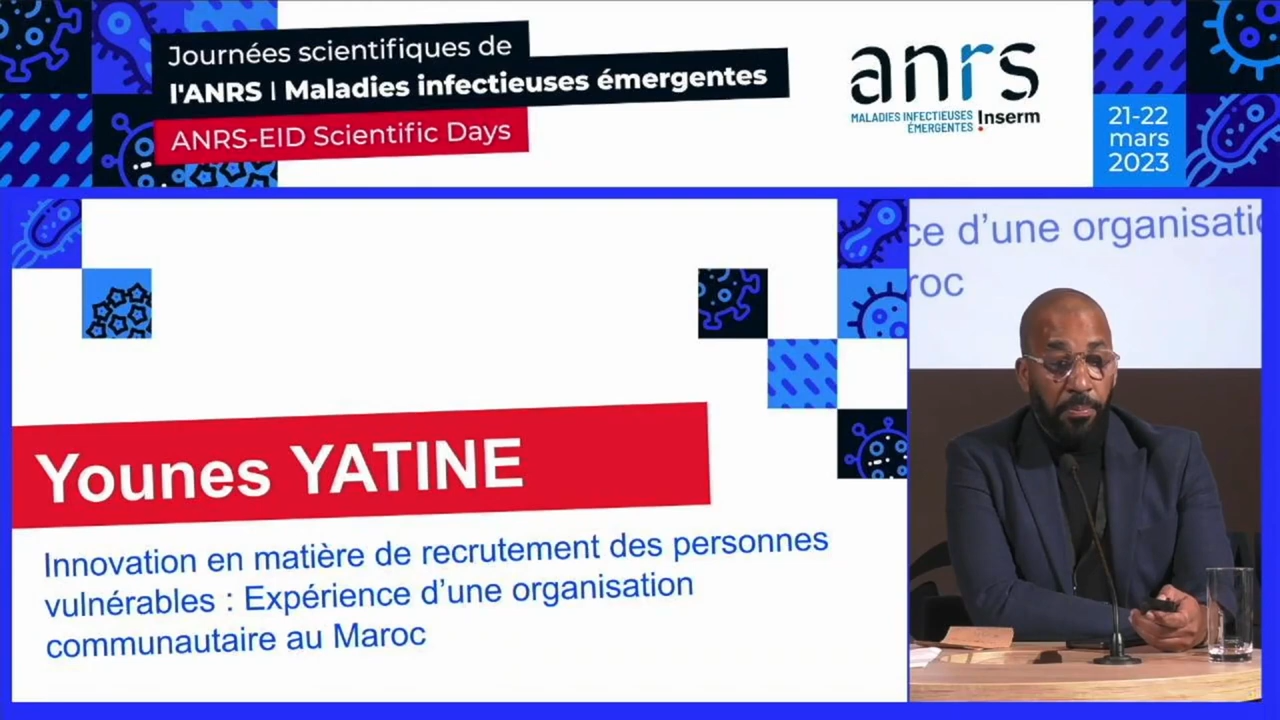 Journées scientifiques de
l'ANRS | Maladies infectieuses émergentes
ANRS-EID Scientific Days
anrs
MALADIES INFECTIEUSES
ÉMERGENTES Inserm
21-22
mars
2023
Younes YATINE
Innovation en matière de recrutement des personnes
vulnérables : Expérience d'une organisation
communautaire au Maroc
ce d'une organisatio
roc